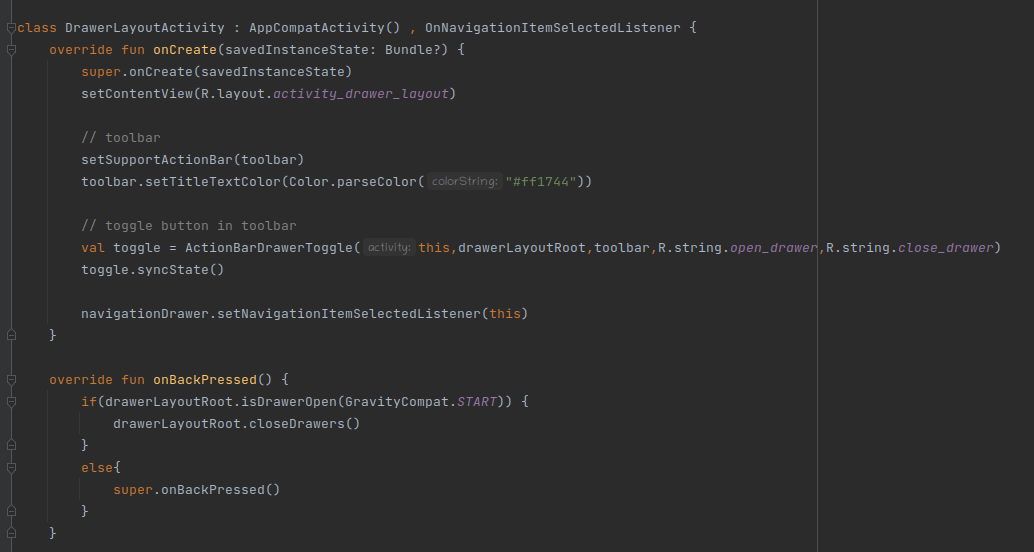 class DrawerLayoutActivity : AppCompatActivity() , OnNavigationItemSelectedListener {
    override fun onCreate(savedInstanceState: Bundle?) {
        super.onCreate(savedInstanceState)
        setContentView(R.layout.activity_drawer_layout)

        // toolbar
        setSupportActionBar(toolbar)
        toolbar.setTitleTextColor(Color.parseColor( colorString: "#ff1744"))

        // toggle button in toolbar
        val toggle = ActionBarDrawerToggle( activity: this,drawerLayoutRoot,toolbar,R.string.open_drawer,R.string.close_drawer)
        toggle.syncState()

        navigationDrawer.setNavigationItemSelectedListener(this)
    }

    override fun onBackPressed() {
        if(drawerLayoutRoot.isDrawerOpen(GravityCompat.START)) {
            drawerLayoutRoot.closeDrawers()
        }
        else{
            super.onBackPressed()
        }
    }